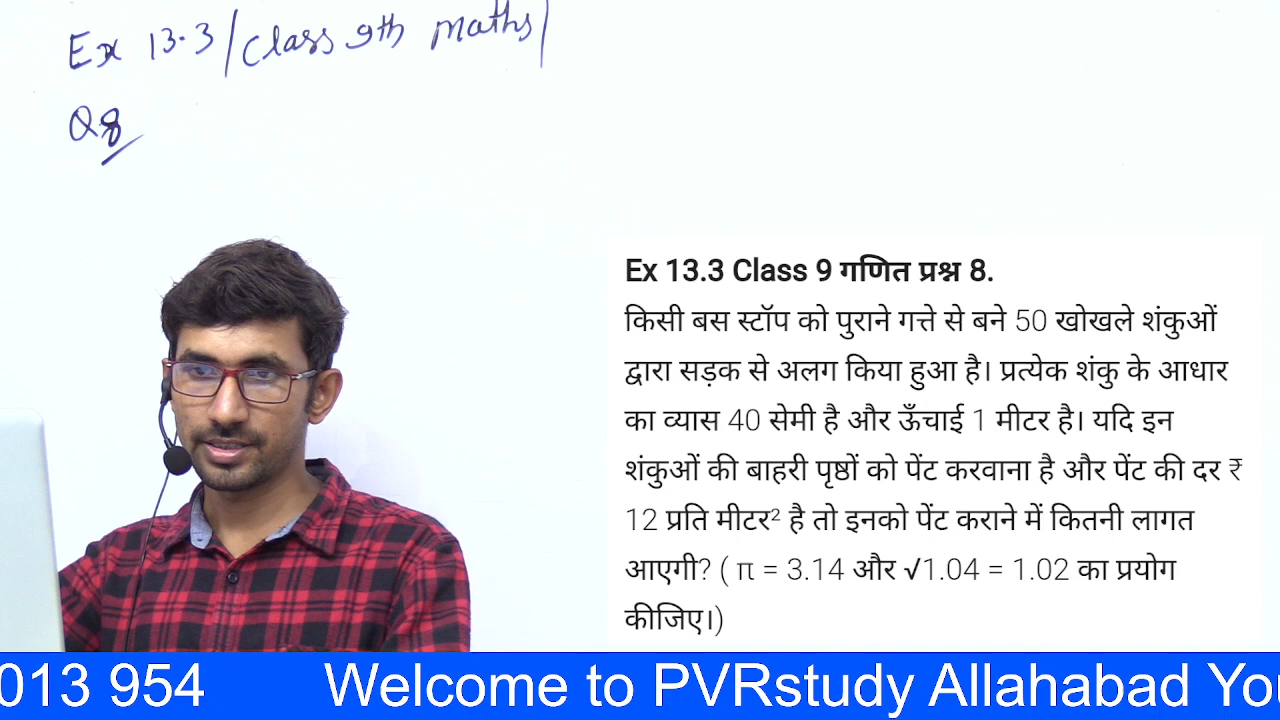 Ex 13.3/Class 9th maths/
Q8
Ex 13.3 Class 9 गणित प्रश्न 8.
किसी बस स्टॉप को पुराने गत्ते से बने 50 खोखले शंकुओं
द्वारा सड़क से अलग किया हुआ है। प्रत्येक शंकु के आधार
का व्यास 40 सेमी है और ऊँचाई 1 मीटर है। यदि इन
शंकुओं की बाहरी पृष्ठों को पेंट करवाना है और पेंट की दर ₹
12 प्रति मीटर² है तो इनको पेंट कराने में कितनी लागत
आएगी? ( π = 3.14 और √1.04 = 1.02 का प्रयोग
कीजिए।)
013 954 Welcome to PVRstudy Allahabad You